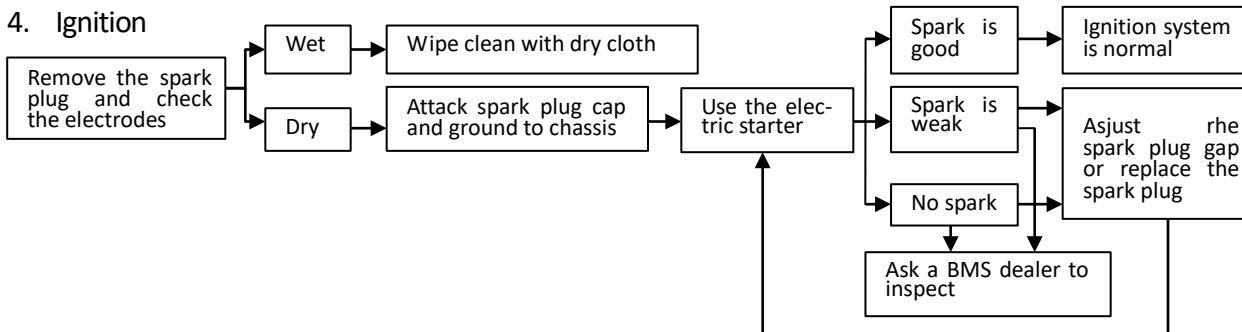 4. Ignition
Remove the spark
plug and check
the electrodes
Wet
Wipe clean with dry cloth
Dry
Attack spark plug cap
and ground to chassis
Use the elec-
tric starter
Spark is
good
Ignition system
is normal
Spark is
weak
Asjust rhe
spark plug gap
or replace the
spark plug
No spark
Ask a BMS dealer to
inspect